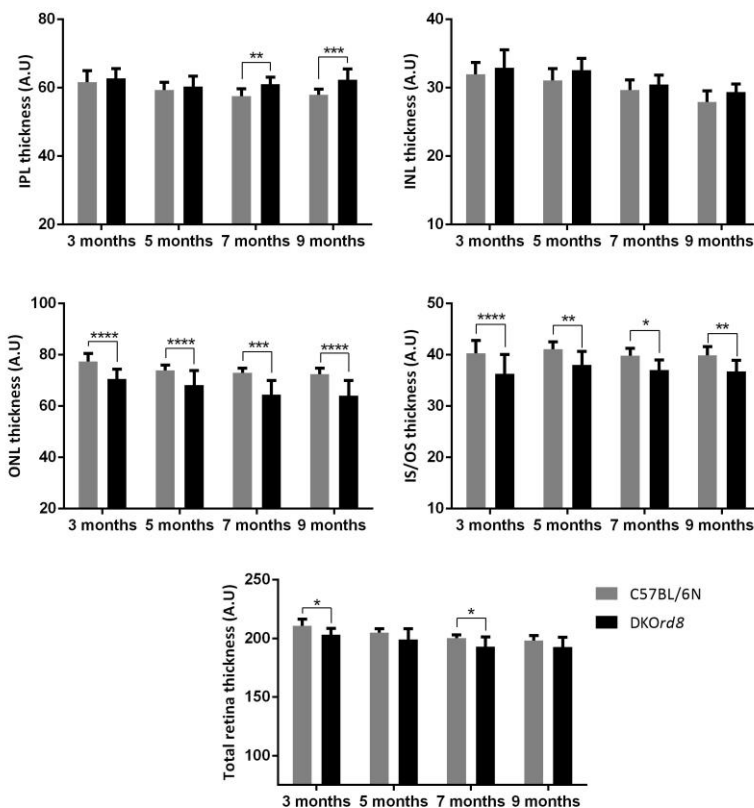 IPL thickness (A.U)
80
60
40
20
**
***
3 months 5 months 7 months 9 months
INL thickness (A.U)
40
30
20
10
3 months 5 months 7 months 9 months
ONL thickness (A.U)
100
80
60
40
20
****
****
***
****
3 months 5 months 7 months 9 months
IS/OS thickness (A.U)
50
40
30
20
10
****
**
*
**
3 months 5 months 7 months 9 months
Total retina thickness (A.U)
250
200
150
100
*
*
3 months 5 months 7 months 9 months
C57BL/6N
DKOrd8